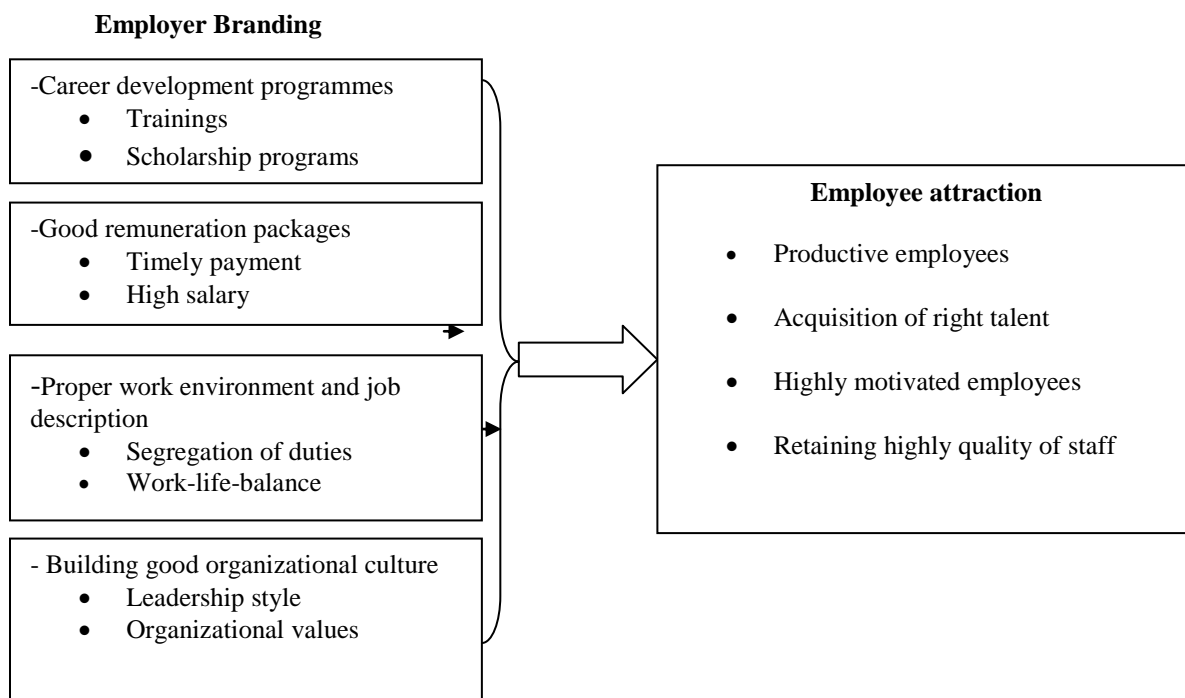 Employer Branding
-Career development programmes
• Trainings
• Scholarship programs
-Good remuneration packages
• Timely payment
• High salary
-Proper work environment and job
description
• Segregation of duties
• Work-life-balance
- Building good organizational culture
• Leadership style
• Organizational values
Employee attraction
• Productive employees
• Acquisition of right talent
• Highly motivated employees
• Retaining highly quality of staff